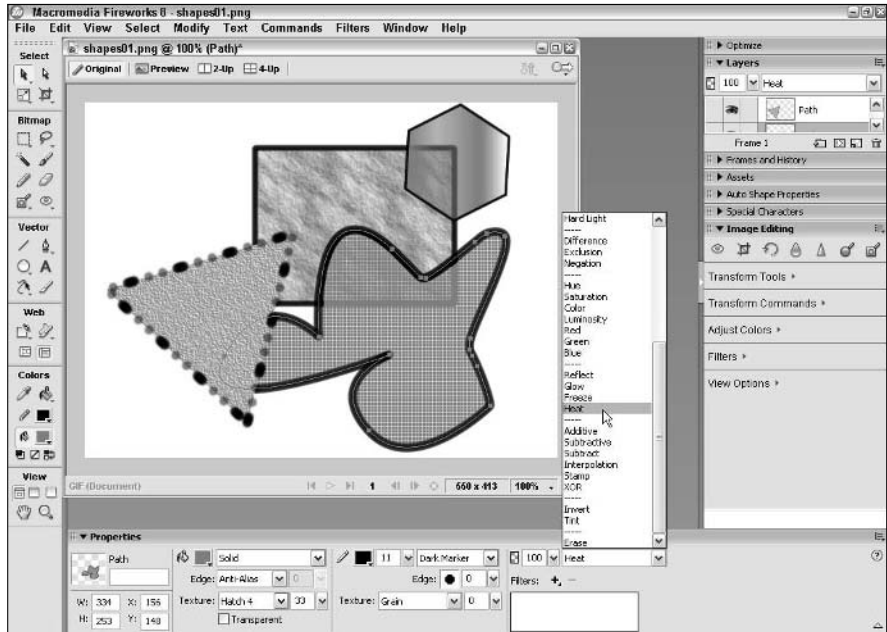 Macromedia Fireworks 8 - shapes01.png
File Edit View Select Modify Text Commands Filters Window Help
Select
Bitmap
Vector
Web
Colors
View
shapes01.png @ 100% (Path)*
Original Preview 2-Up 4-Up
GIF (Document)
1
660 x 413 100%
Hard Light
-----
Difference
Exclusion
Negation
-----
Hue
Saturation
Color
Luminosity
Red
Green
Blue
-----
Reflect
Glow
Freeze
Heat
-----
Additive
Subtractive
Subtract
Interpolation
Stamp
XOR
-----
Invert
Tint
-----
Erase
Optimize
Layers
100 Heat
Path
Frame 1
Frames and History
Assets
Auto Shape Properties
Special Characters
Image Editing
Transform Tools
Transform Commands
Adjust Colors
Filters
View Options
Properties
Path Solid 11 Dark Marker 100 Heat
Edge: Anti-Alias 0 Edge: 0 Filters: + -
W: 334 X: 156 Texture: Hatch 4 33 Texture: Grain 0
H: 253 Y: 148 Transparent